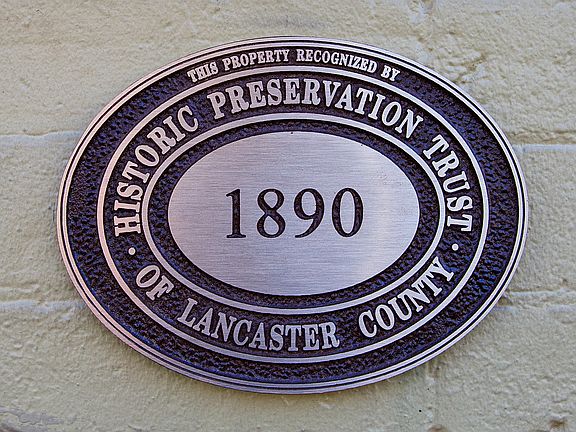 THIS PROPERTY RECOGNIZED BY
HISTORIC PRESERVATION TRUST
1890
• OF LANCASTER COUNTY •